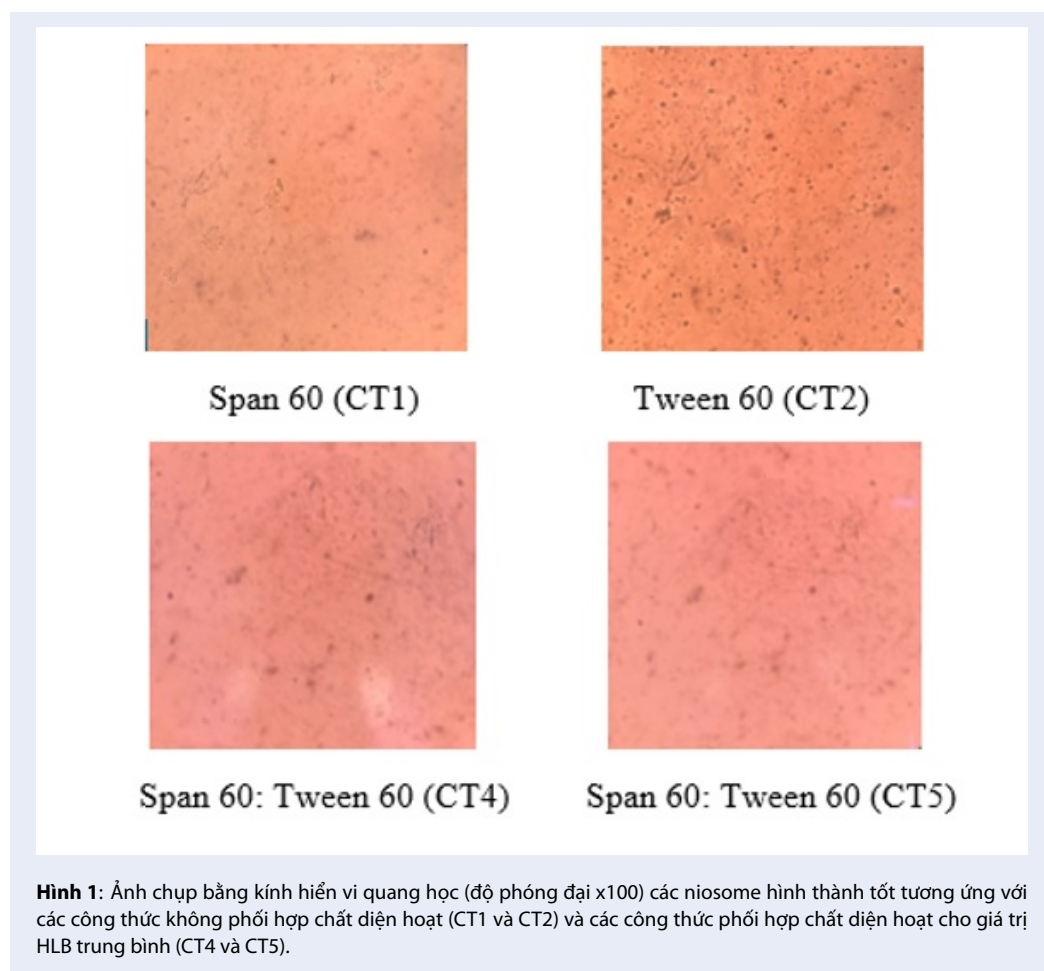 Span 60 (CT1)
Tween 60 (CT2)
Span 60: Tween 60 (CT4)
Span 60: Tween 60 (CT5)
Hình 1: Ảnh chụp bằng kính hiển vi quang học (độ phóng đại x100) các niosome hình thành tốt tương ứng với
các công thức không phối hợp chất diện hoạt (CT1 và CT2) và các công thức phối hợp chất diện hoạt cho giá trị
HLB trung bình (CT4 và CT5).